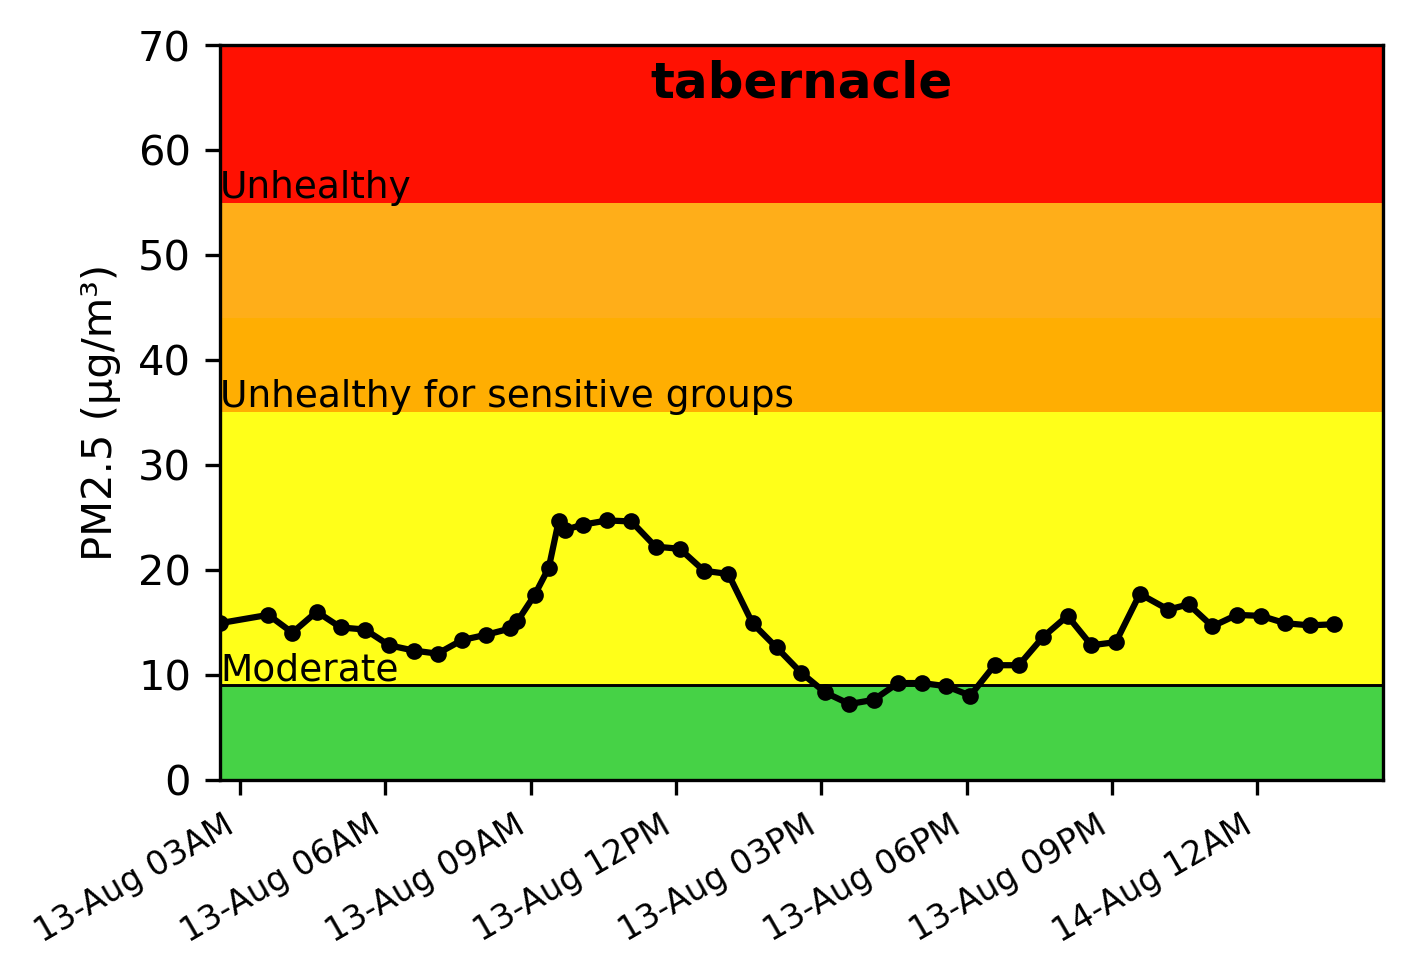 tabernacle
70
60
50
40
30
20
10
0
PM2.5 (µg/m³)
Unhealthy
Unhealthy for sensitive groups
Moderate
13-Aug 03AM
13-Aug 06AM
13-Aug 09AM
13-Aug 12PM
13-Aug 03PM
13-Aug 06PM
13-Aug 09PM
14-Aug 12AM